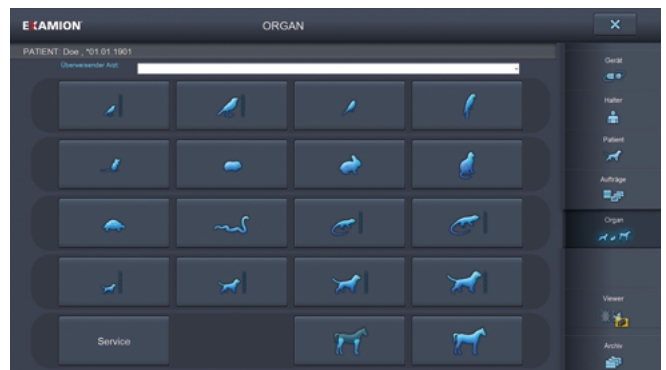 EXAMION
ORGAN
PATIENT: Doe , *01.01.1901
Überweisender Arzt:
Gerät
Halter
Patient
Aufträge
Organ
Viewer
Archiv
Service